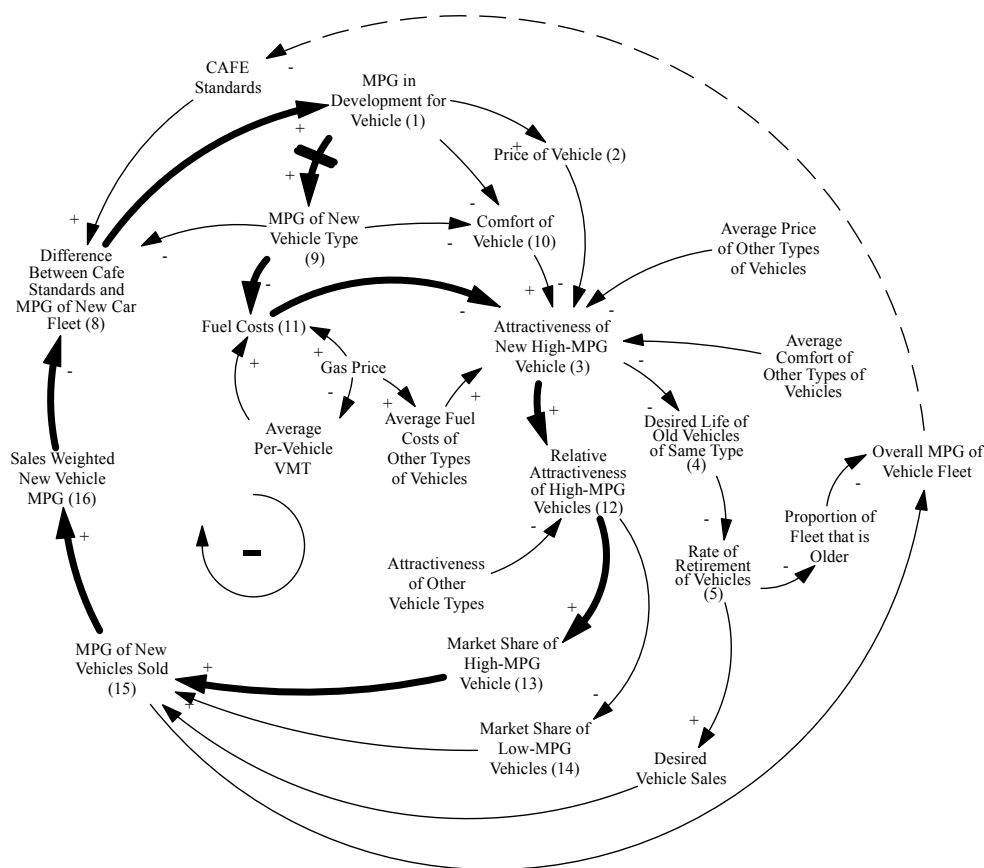 CAFE
Standards
-
MPG in
Development for
Vehicle (1)
+
+
Price of Vehicle (2)
+
+
-
MPG of New
Vehicle Type
(9)
-
-
-
Comfort of
Vehicle (10)
Average Price
of Other Types
of Vehicles
Difference
Between Cafe
Standards and
MPG of New Car
Fleet (8)
-
Fuel Costs (11)
+
-
-
-
Attractiveness of
New High-MPG
Vehicle (3)
-
Average
Comfort of
Other Types of
Vehicles
+
+
Gas Price
-
-
+
+
Average
Per-Vehicle
VMT
Average Fuel
Costs of
Other Types
of Vehicles
+
-
Desired Life of
Old Vehicles
of Same Type
(4)
Sales Weighted
New Vehicle
MPG (16)
Relative
Attractiveness
of High-MPG
Vehicles (12)
Overall MPG of
Vehicle Fleet
-
Proportion of
Fleet that is
Older
+
-
-
-
Attractiveness
of Other
Vehicle Types
Rate of
Retirement
of Vehicles
(5)
-
+
MPG of New
Vehicles Sold
(15)
+
+
Market Share of
High-MPG
Vehicle (13)
-
Market Share of
Low-MPG
Vehicles (14)
+
Desired
Vehicle Sales